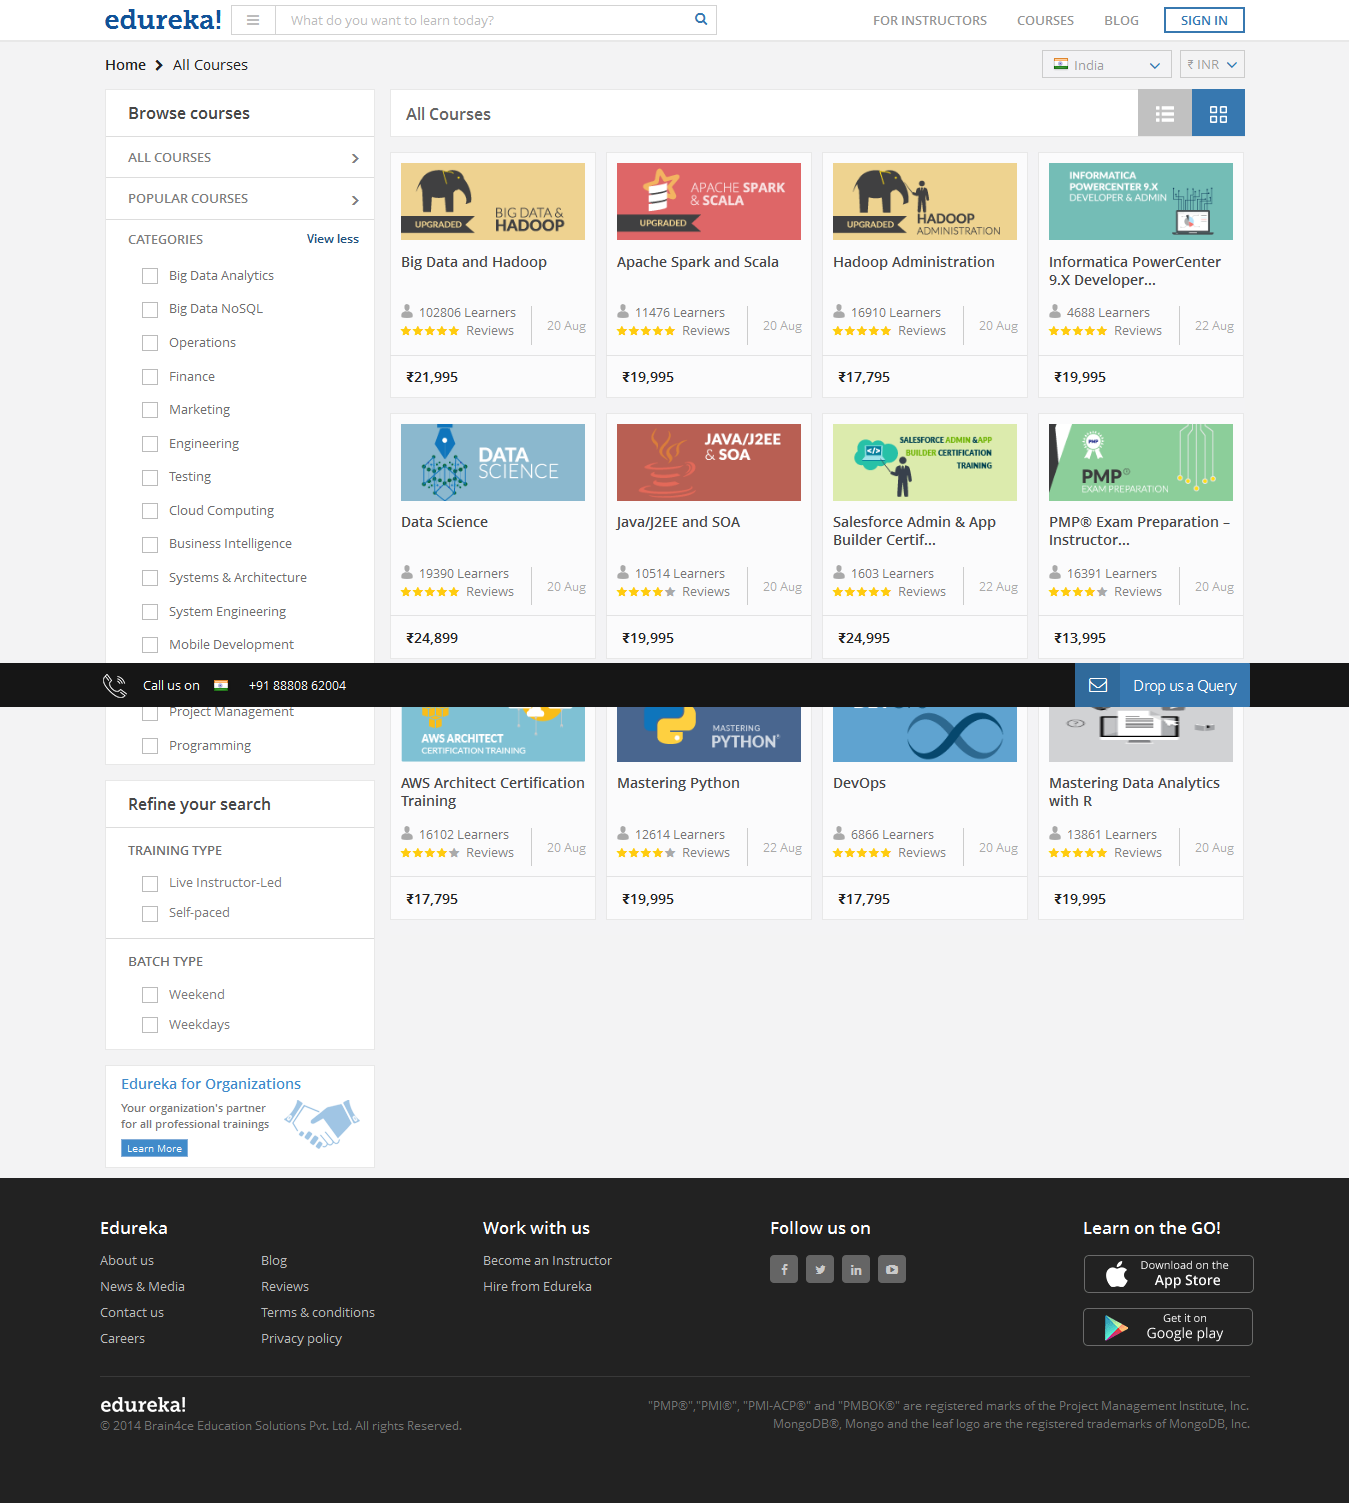 edureka!
What do you want to learn today?
FOR INSTRUCTORS
COURSES
BLOG
SIGN IN
Home
All Courses
India
₹ INR
Browse courses
ALL COURSES
POPULAR COURSES
CATEGORIES
View less
Big Data Analytics
Big Data NoSQL
Operations
Finance
Marketing
Engineering
Testing
Cloud Computing
Business Intelligence
Systems & Architecture
System Engineering
Mobile Development
All Courses
UPGRADED
BIG DATA &
HADOOP
Big Data and Hadoop
102806 Learners
Reviews
20 Aug
₹21,995
APACHE SPARK
& SCALA
UPGRADED
Apache Spark and Scala
11476 Learners
Reviews
20 Aug
₹19,995
UPGRADED
HADOOP
ADMINISTRATION
Hadoop Administration
16910 Learners
Reviews
20 Aug
₹17,795
INFORMATICA
POWERCENTER 9.X
DEVELOPER & ADMIN
Informatica PowerCenter
9.X Developer...
4688 Learners
Reviews
22 Aug
₹19,995
DATA
SCIENCE
Data Science
19390 Learners
Reviews
20 Aug
₹24,899
JAVA/J2EE
& SOA
Java/J2EE and SOA
10514 Learners
Reviews
20 Aug
₹19,995
SALESFORCE ADMIN &APP
BUILDER CERTIFICATION
TRAINING
Salesforce Admin & App
Builder Certif...
1603 Learners
Reviews
22 Aug
₹24,995
PMP
PMP®
EXAM PREPARATION
PMP® Exam Preparation –
Instructor...
16391 Learners
Reviews
20 Aug
₹13,995
Call us on
+91 88808 62004
Drop us a Query
Project Management
Programming
AWS ARCHITECT
CERTIFICATION TRAINING
AWS Architect Certification
Training
16102 Learners
Reviews
20 Aug
₹17,795
MASTERING
PYTHON
Mastering Python
12614 Learners
Reviews
22 Aug
₹19,995
DevOps
6866 Learners
Reviews
20 Aug
₹17,795
Mastering Data Analytics
with R
13861 Learners
Reviews
20 Aug
₹19,995
Refine your search
TRAINING TYPE
Live Instructor-Led
Self-paced
BATCH TYPE
Weekend
Weekdays
Edureka for Organizations
Your organization's partner
for all professional trainings
Learn More
Edureka
About us
News & Media
Contact us
Careers
Blog
Reviews
Terms & conditions
Privacy policy
Work with us
Become an Instructor
Hire from Edureka
Follow us on
Learn on the GO!
Download on the
App Store
Get it on
Google play
edureka!
© 2014 Brain4ce Education Solutions Pvt. Ltd. All rights Reserved.
"PMP®","PMI®", "PMI-ACP®" and "PMBOK®" are registered marks of the Project Management Institute, Inc.
MongoDB®, Mongo and the leaf logo are the registered trademarks of MongoDB, Inc.